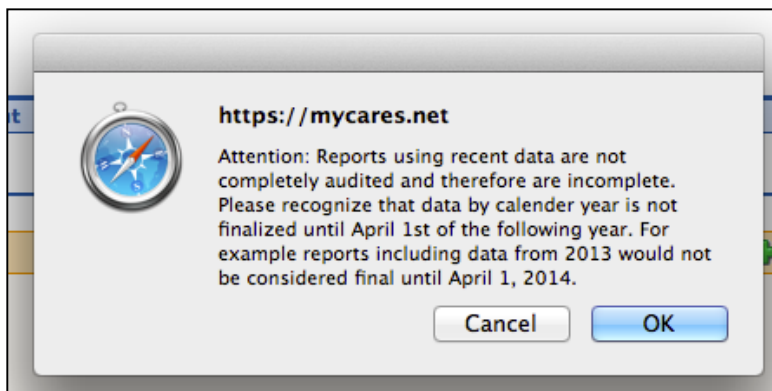 https://mycares.net
Attention: Reports using recent data are not
completely audited and therefore are incomplete.
Please recognize that data by calender year is not
finalized until April 1st of the following year. For
example reports including data from 2013 would not
be considered final until April 1, 2014.
Cancel
OK